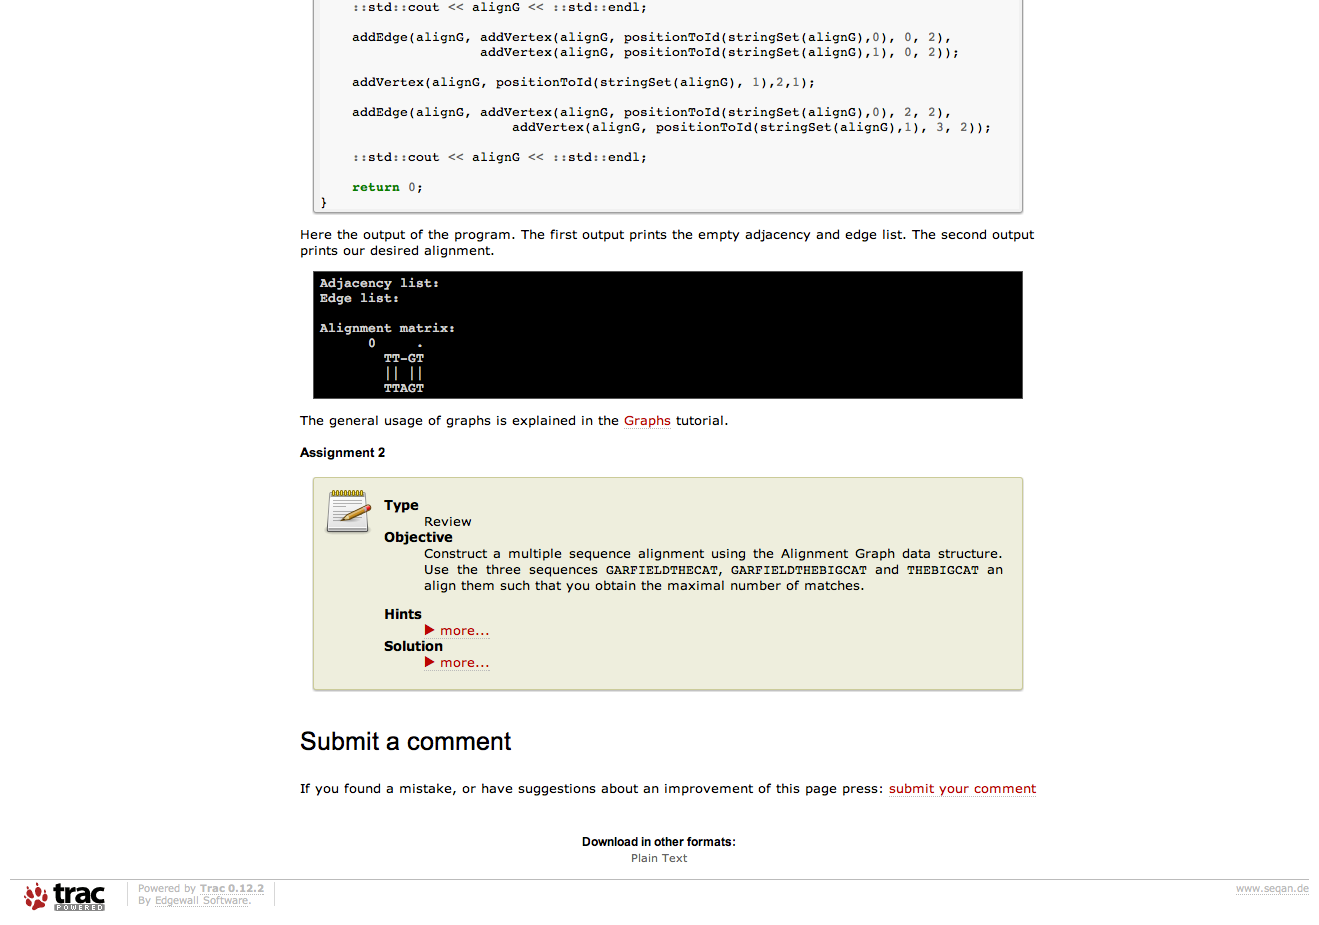 ::std::cout << alignG << ::std::endl;
addEdge(alignG, addVertex(alignG, positionToId(stringSet(alignG),0), 0, 2),
addVertex(alignG, positionToId(stringSet(alignG),1), 0, 2));
addVertex(alignG, positionToId(stringSet(alignG), 1),2,1);
addEdge(alignG, addVertex(alignG, positionToId(stringSet(alignG),0), 2, 2),
addVertex(alignG, positionToId(stringSet(alignG),1), 3, 2));
::std::cout << alignG << ::std::endl;
return 0;
}
Here the output of the program. The first output prints the empty adjacency and edge list. The second output
prints our desired alignment.
Adjacency list:
Edge list:
Alignment matrix:
0     .
TT-GT
|| ||
TTAGT
The general usage of graphs is explained in the Graphs tutorial.
Assignment 2
Type
Review
Objective
Construct a multiple sequence alignment using the Alignment Graph data structure.
Use the three sequences GARFIELDTHECAT, GARFIELDTHEBIGCAT and THEBIGCAT an
align them such that you obtain the maximal number of matches.
Hints
▶ more...
Solution
▶ more...
Submit a comment
If you found a mistake, or have suggestions about an improvement of this page press: submit your comment
Download in other formats:
Plain Text
trac
POWERED
Powered by Trac 0.12.2
By Edgewall Software.
www.seqan.de